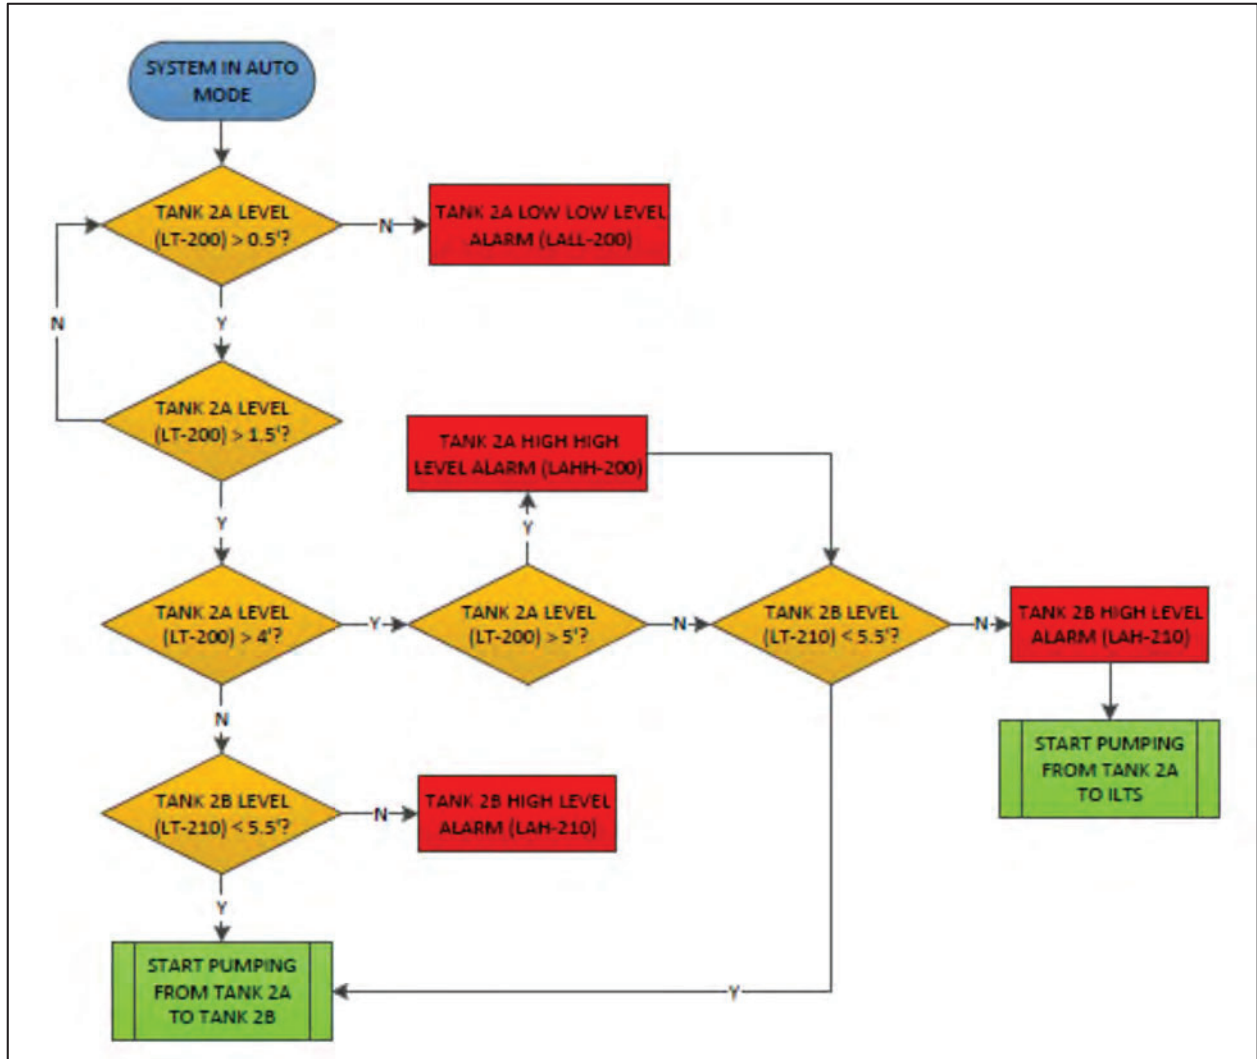 SYSTEM IN AUTO
MODE
TANK 2A LEVEL
(LT-200) > 0.5'?
N
TANK 2A LOW LOW LEVEL
ALARM (LALL-200)
Y
N
TANK 2A LEVEL
(LT-200) > 1.5'?
Y
TANK 2A HIGH HIGH
LEVEL ALARM (LAHH-200)
Y
TANK 2A LEVEL
(LT-200) > 4'?
Y
TANK 2A LEVEL
(LT-200) > 5'?
N
TANK 2B LEVEL
(LT-210) < 5.5'?
N
TANK 2B HIGH LEVEL
ALARM (LAH-210)
START PUMPING
FROM TANK 2A
TO ILTS
N
TANK 2B LEVEL
(LT-210) < 5.5'?
N
TANK 2B HIGH LEVEL
ALARM (LAH-210)
Y
START PUMPING
FROM TANK 2A
TO TANK 2B
Y